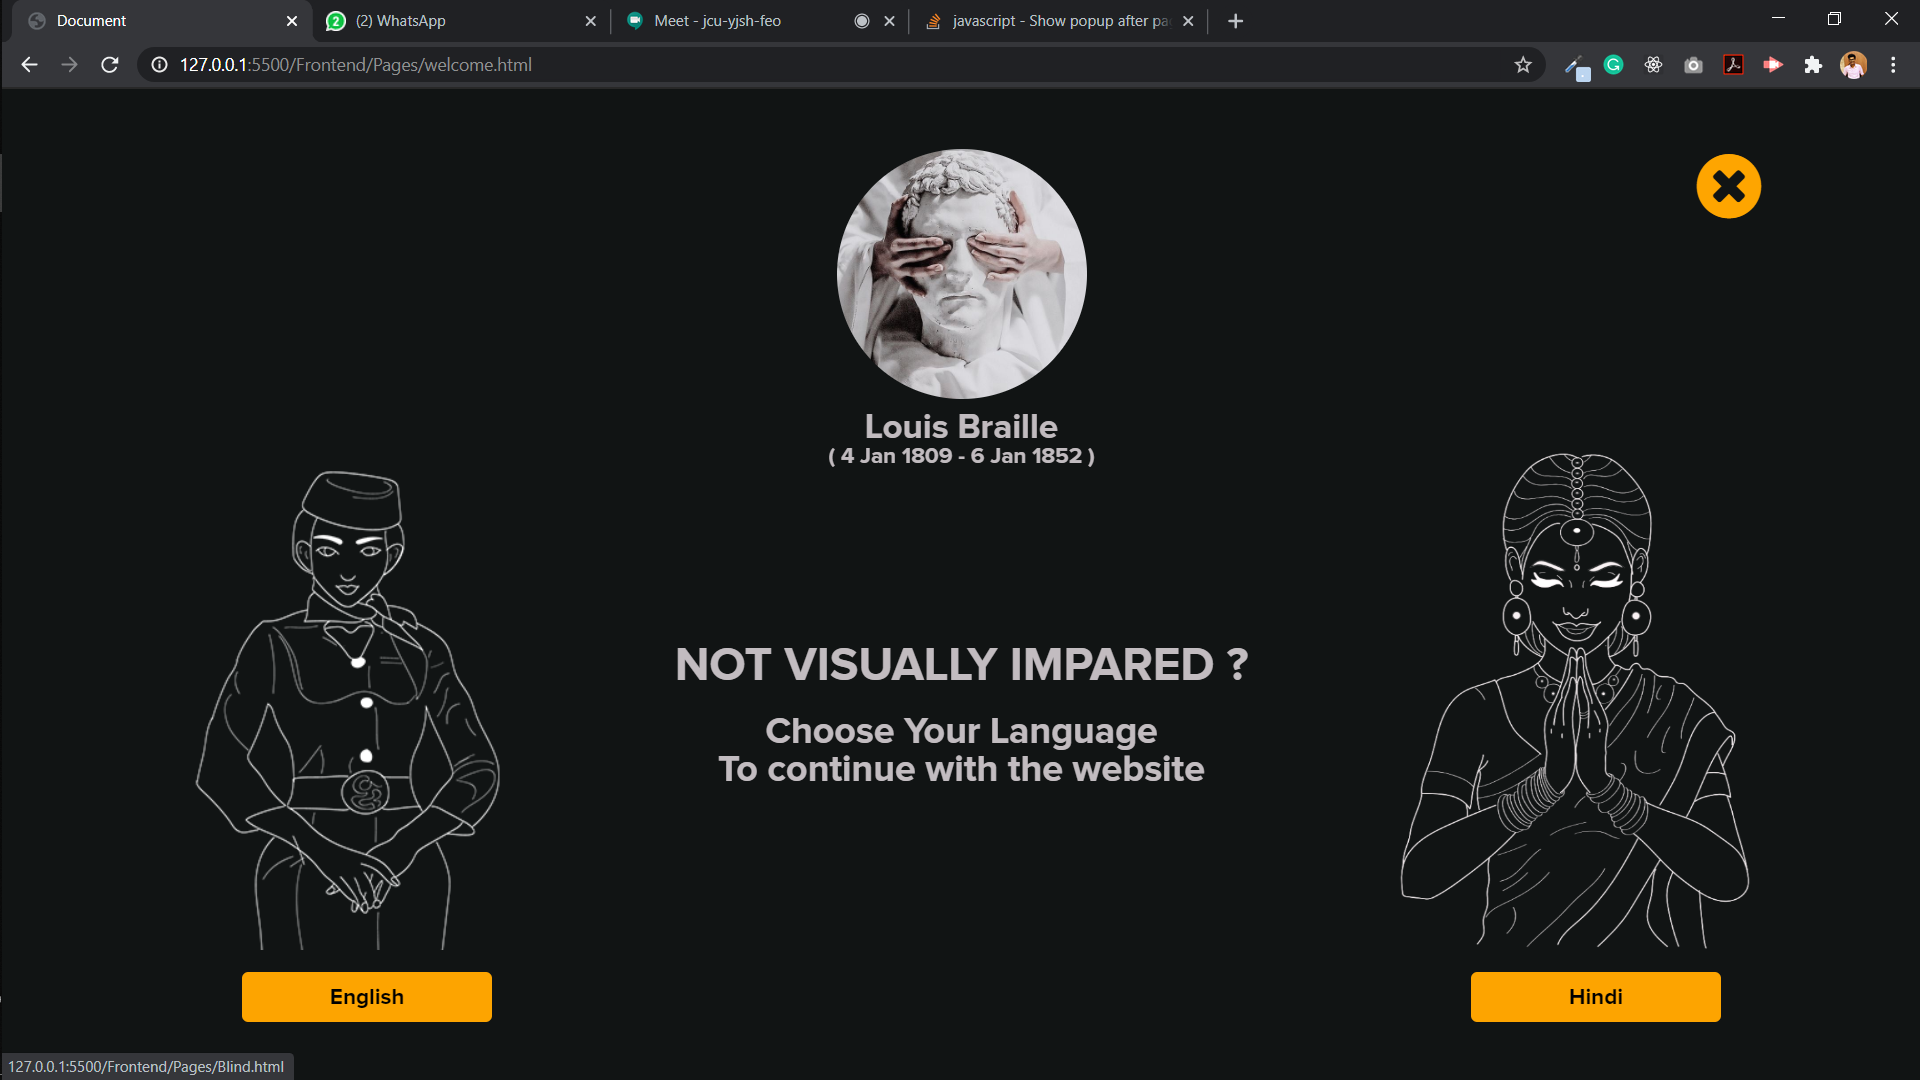 Document
(2) WhatsApp
Meet - jcu-yjsh-feo
javascript - Show popup after pa
127.0.0.1:5500/Frontend/Pages/welcome.html
Louis Braille
( 4 Jan 1809 - 6 Jan 1852 )
NOT VISUALLY IMPARED ?
Choose Your Language
To continue with the website
English
Hindi
127.0.0.1:5500/Frontend/Pages/Blind.html